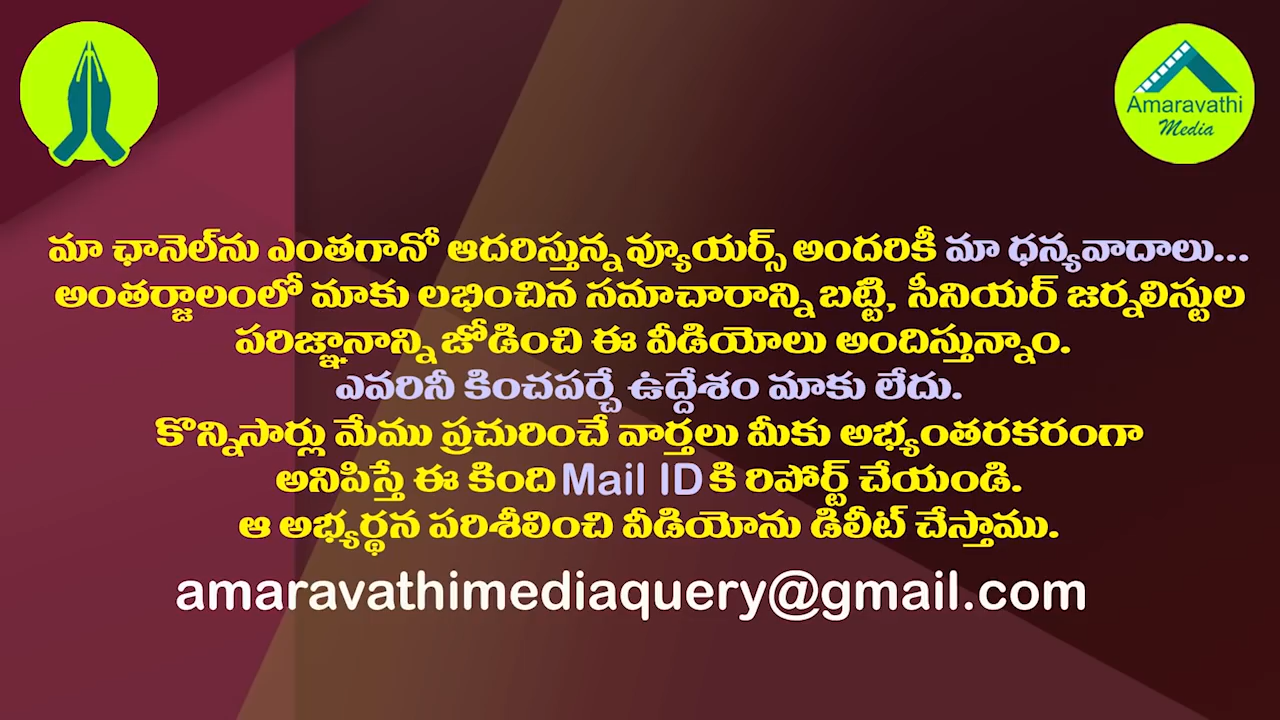 Amaravathi
Media
మా ఛానెల్‌ను ఎంతగానో ఆదరిస్తున్న వ్యూయర్స్ అందరికీ మా ధన్యవాదాలు...
అంతర్జాలంలో మాకు లభించిన సమాచారాన్ని బట్టి, సీనియర్ జర్నలిస్టుల
పరిజ్ఞానాన్ని జోడించి ఈ వీడియోలు అందిస్తున్నాం.
ఎవరినీ కించపర్చే ఉద్దేశం మాకు లేదు.
కొన్నిసార్లు మేము ప్రచురించే వార్తలు మీకు అభ్యంతరకరంగా
అనిపిస్తే ఈ కింది Mail ID కి రిపోర్ట్ చేయండి.
ఆ అభ్యర్థన పరిశీలించి వీడియోను డిలీట్ చేస్తాము.
amaravathimediaquery@gmail.com